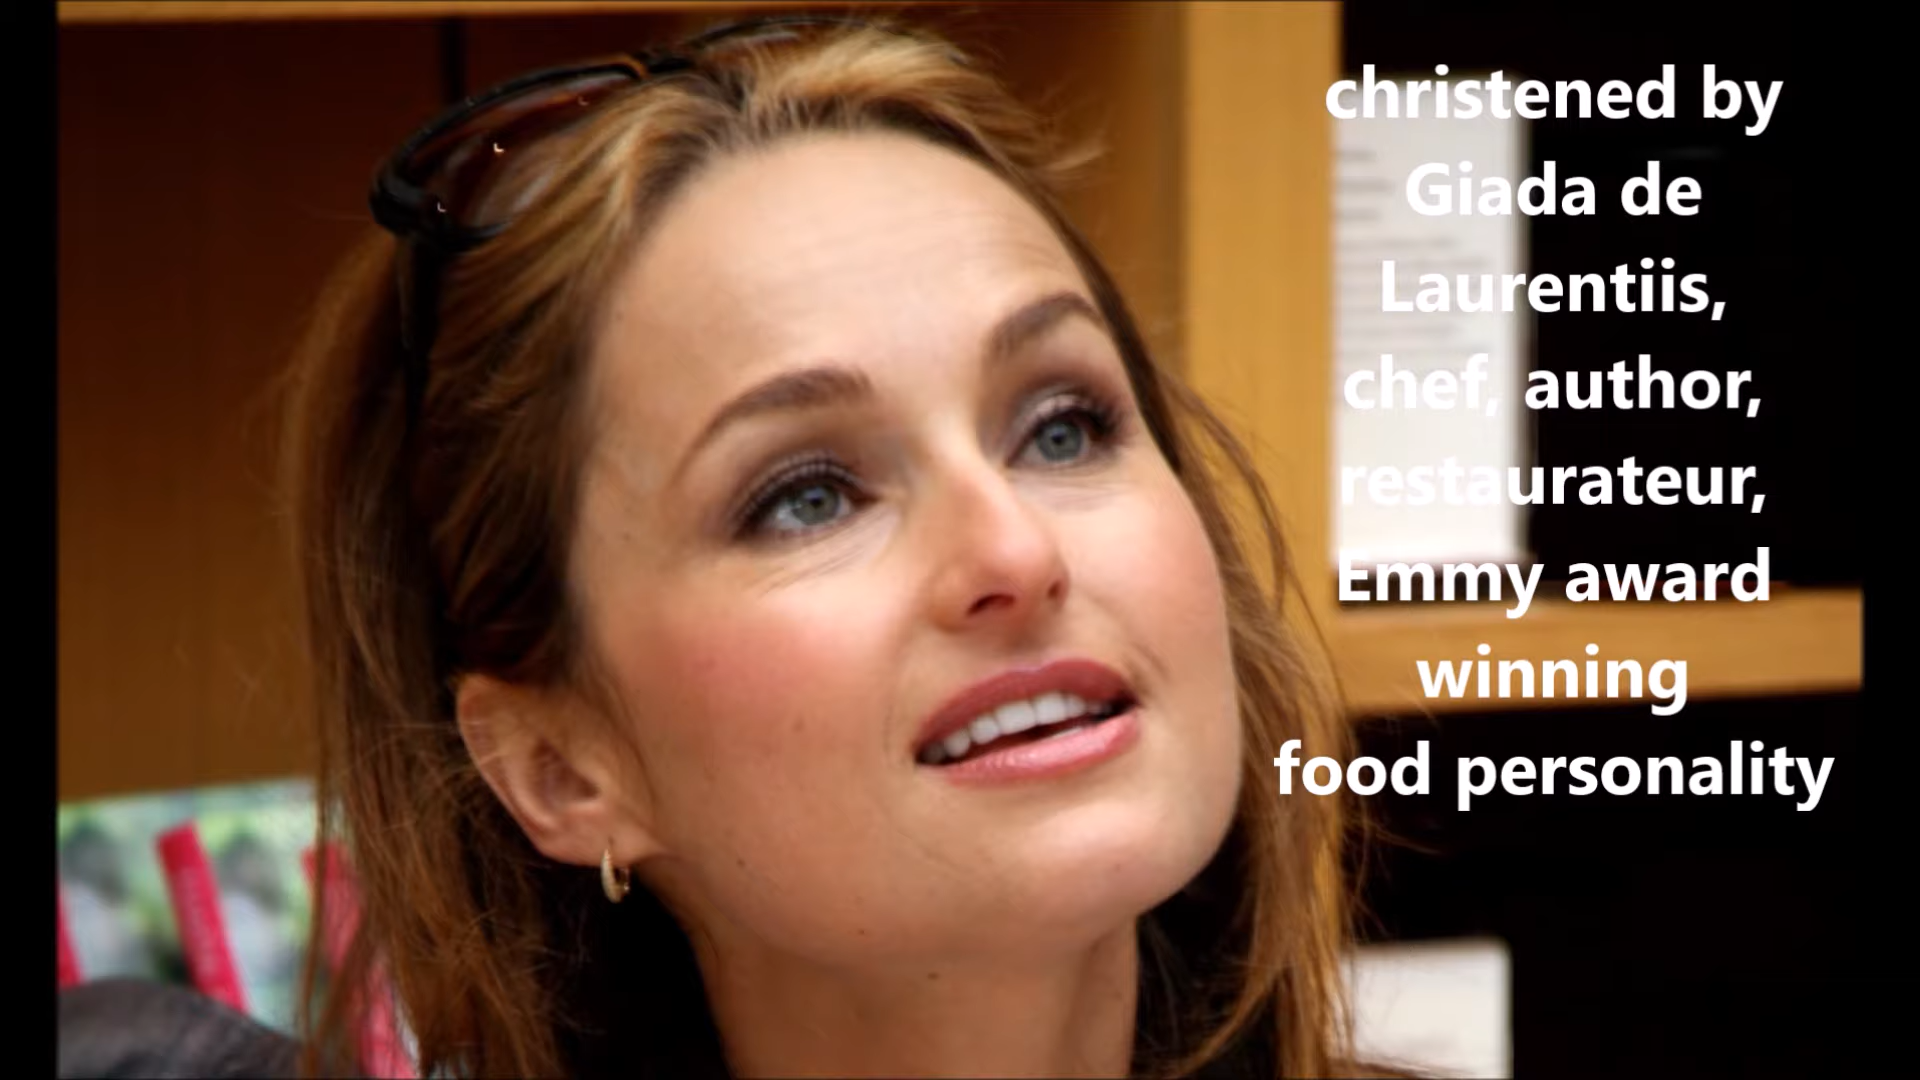 christened by
Giada de
Laurentiis,
chef, author,
restaurateur,
Emmy award
winning
food personality